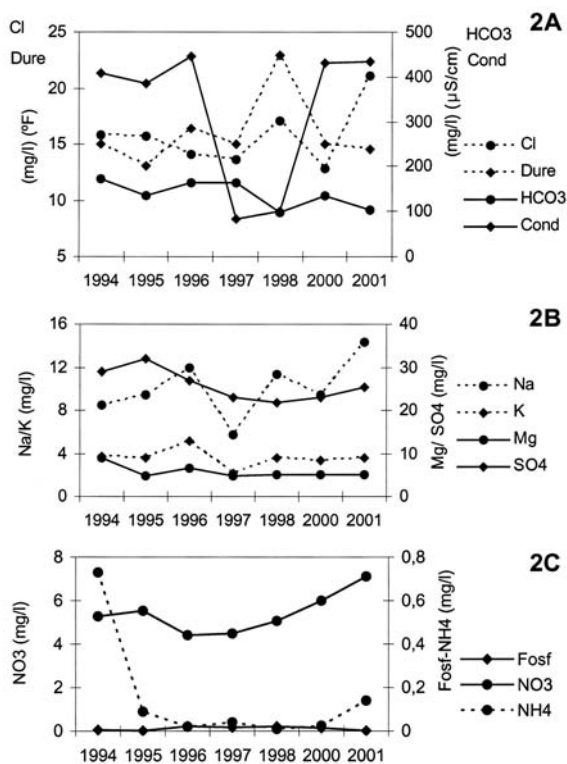 Cl
Dure
HCO3
Cond
2A
25
20
15
10
5
(mg/l) (ºF)
500
400
300
200
100
0
(mg/l) (µS/cm)
1994 1995 1996 1997 1998 2000 2001
Cl
Dure
HCO3
Cond
2B
16
12
8
4
0
Na/K (mg/l)
40
30
20
10
0
Mg/ SO4 (mg/l)
1994 1995 1996 1997 1998 2000 2001
Na
K
Mg
SO4
2C
8
6
4
2
0
NO3 (mg/l)
0,8
0,6
0,4
0,2
0
Fosf-NH4 (mg/l)
1994 1995 1996 1997 1998 2000 2001
Fosf
NO3
NH4